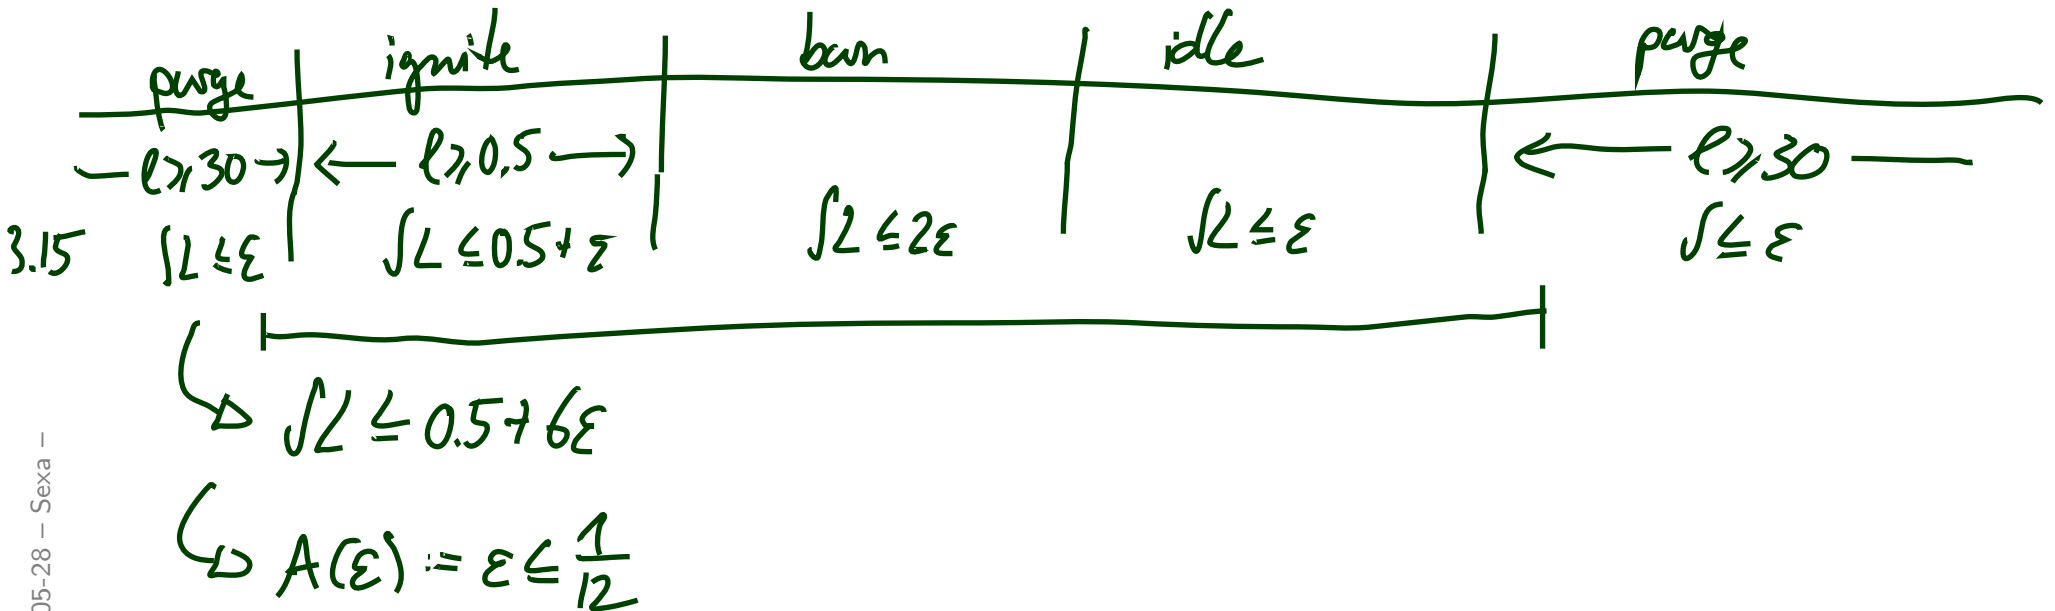 purge ignite burn idle purge
ℓ≥30 ℓ≥0.5 ℓ≥30
3.15 ∫L ≤ ε ∫L ≤ 0.5 + ε ∫L ≤ 2ε ∫L ≤ ε ∫ ≤ ε
∫L ≤ 0.5 + 6ε
A(ε) := ε ≤ 1/12
05-28 – Sexa –